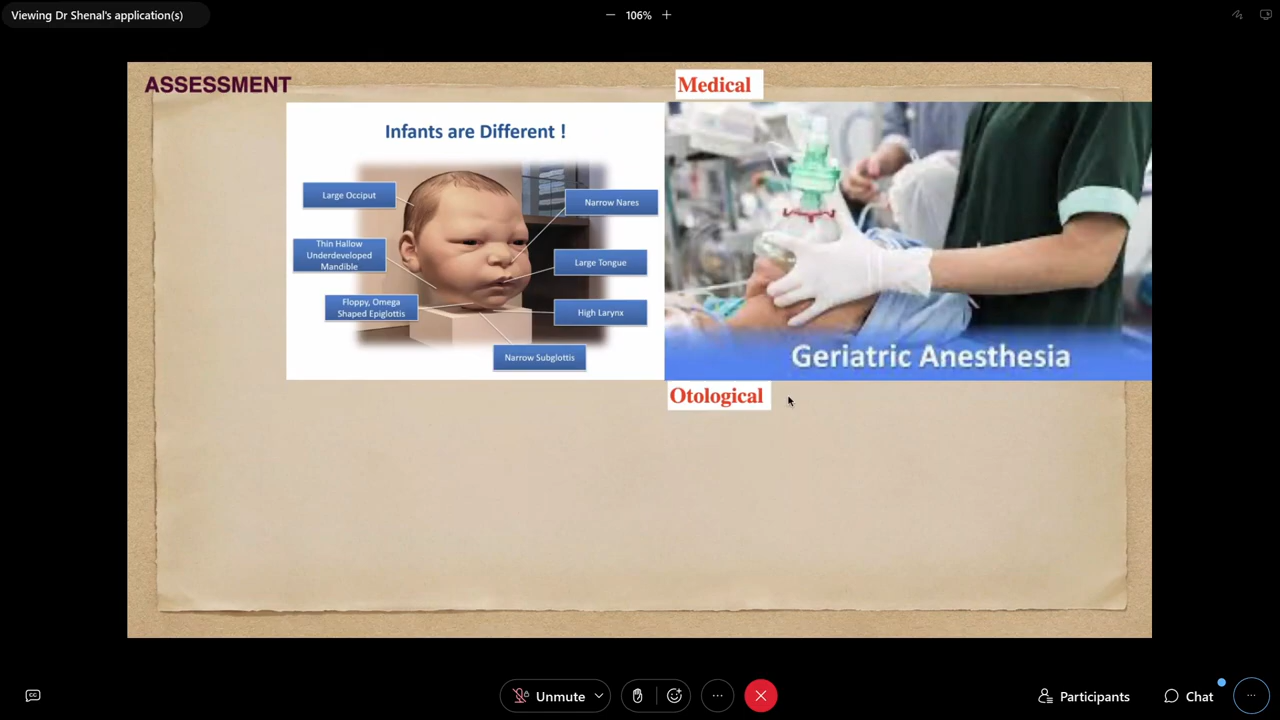 Viewing Dr Shenal's application(s)
106%
ASSESSMENT
Medical
Infants are Different !
Large Occiput
Narrow Nares
Thin Hallow
Underdeveloped
Mandible
Large Tongue
Floppy, Omega
Shaped Epiglottis
High Larynx
Narrow Subglottis
Geriatric Anesthesia
Otological
CC
Unmute
Participants
Chat